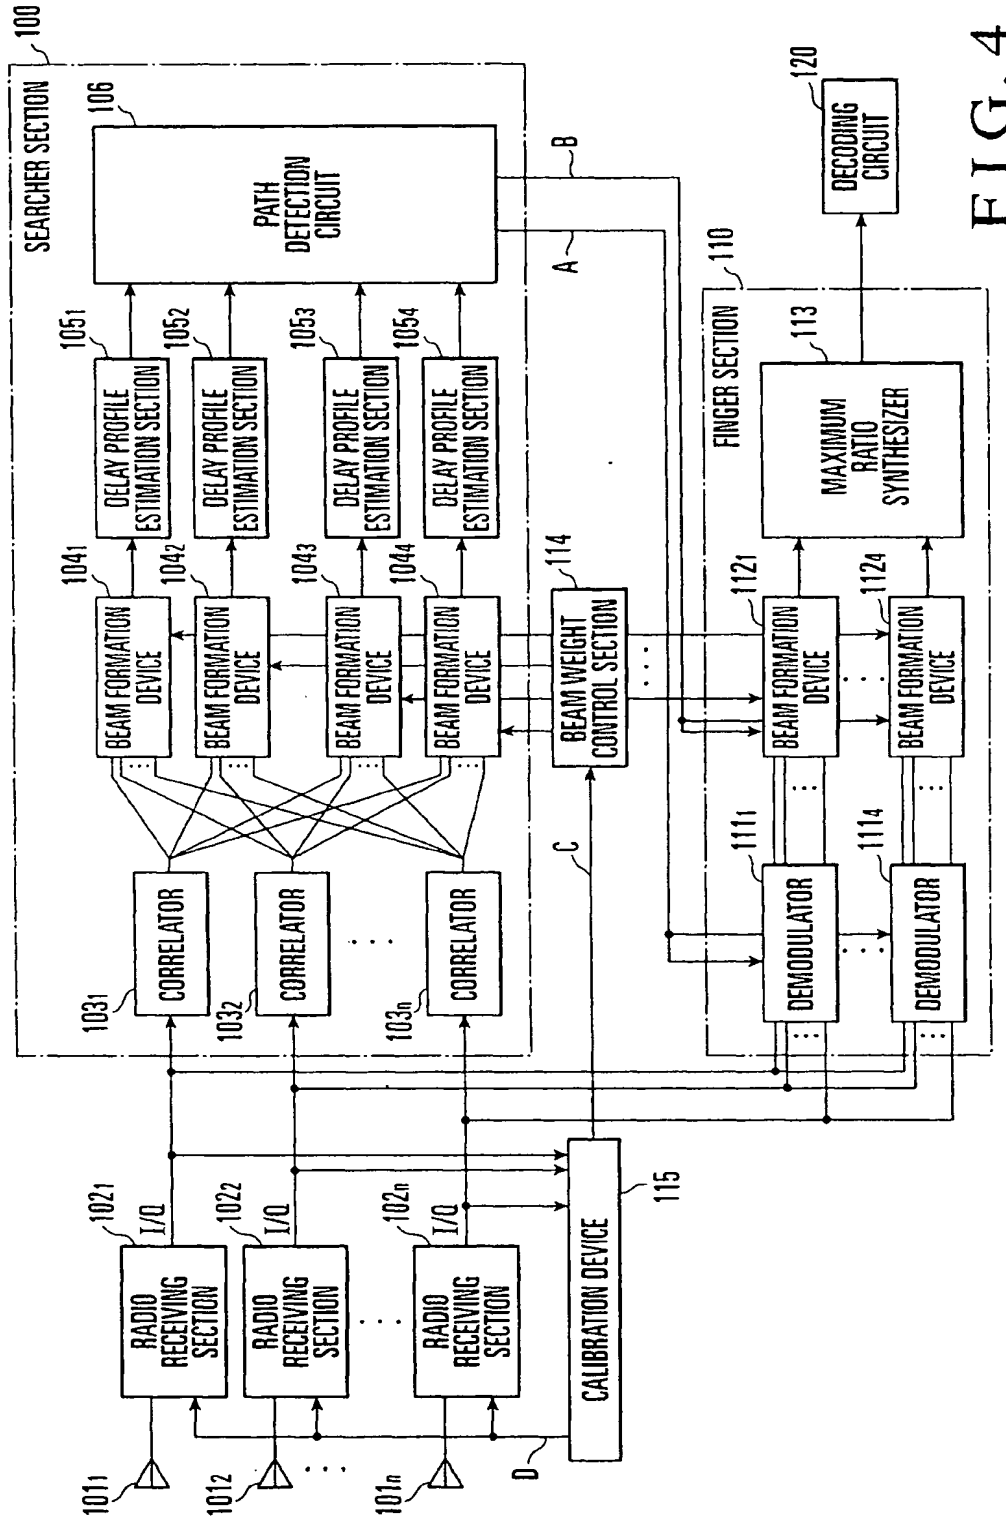 100
SEARCHER SECTION
106
PATH
DETECTION
CIRCUIT
1051
DELAY PROFILE
ESTIMATION SECTION
1052
DELAY PROFILE
ESTIMATION SECTION
1053
DELAY PROFILE
ESTIMATION SECTION
1054
DELAY PROFILE
ESTIMATION SECTION
1041
BEAM FORMATION
DEVICE
1042
BEAM FORMATION
DEVICE
1043
BEAM FORMATION
DEVICE
1044
BEAM FORMATION
DEVICE
1031
CORRELATOR
1032
CORRELATOR
103n
CORRELATOR
1011
1012
101n
1021
RADIO
RECEIVING
SECTION
I/Q
1022
RADIO
RECEIVING
SECTION
I/Q
102n
RADIO
RECEIVING
SECTION
I/Q
D
CALIBRATION DEVICE
115
C
114
BEAM WEIGHT
CONTROL SECTION
A
B
110
FINGER SECTION
1111
DEMODULATOR
1114
DEMODULATOR
1121
BEAM FORMATION
DEVICE
1124
BEAM FORMATION
DEVICE
113
MAXIMUM
RATIO
SYNTHESIZER
120
DECODING
CIRCUIT
FIG. 4